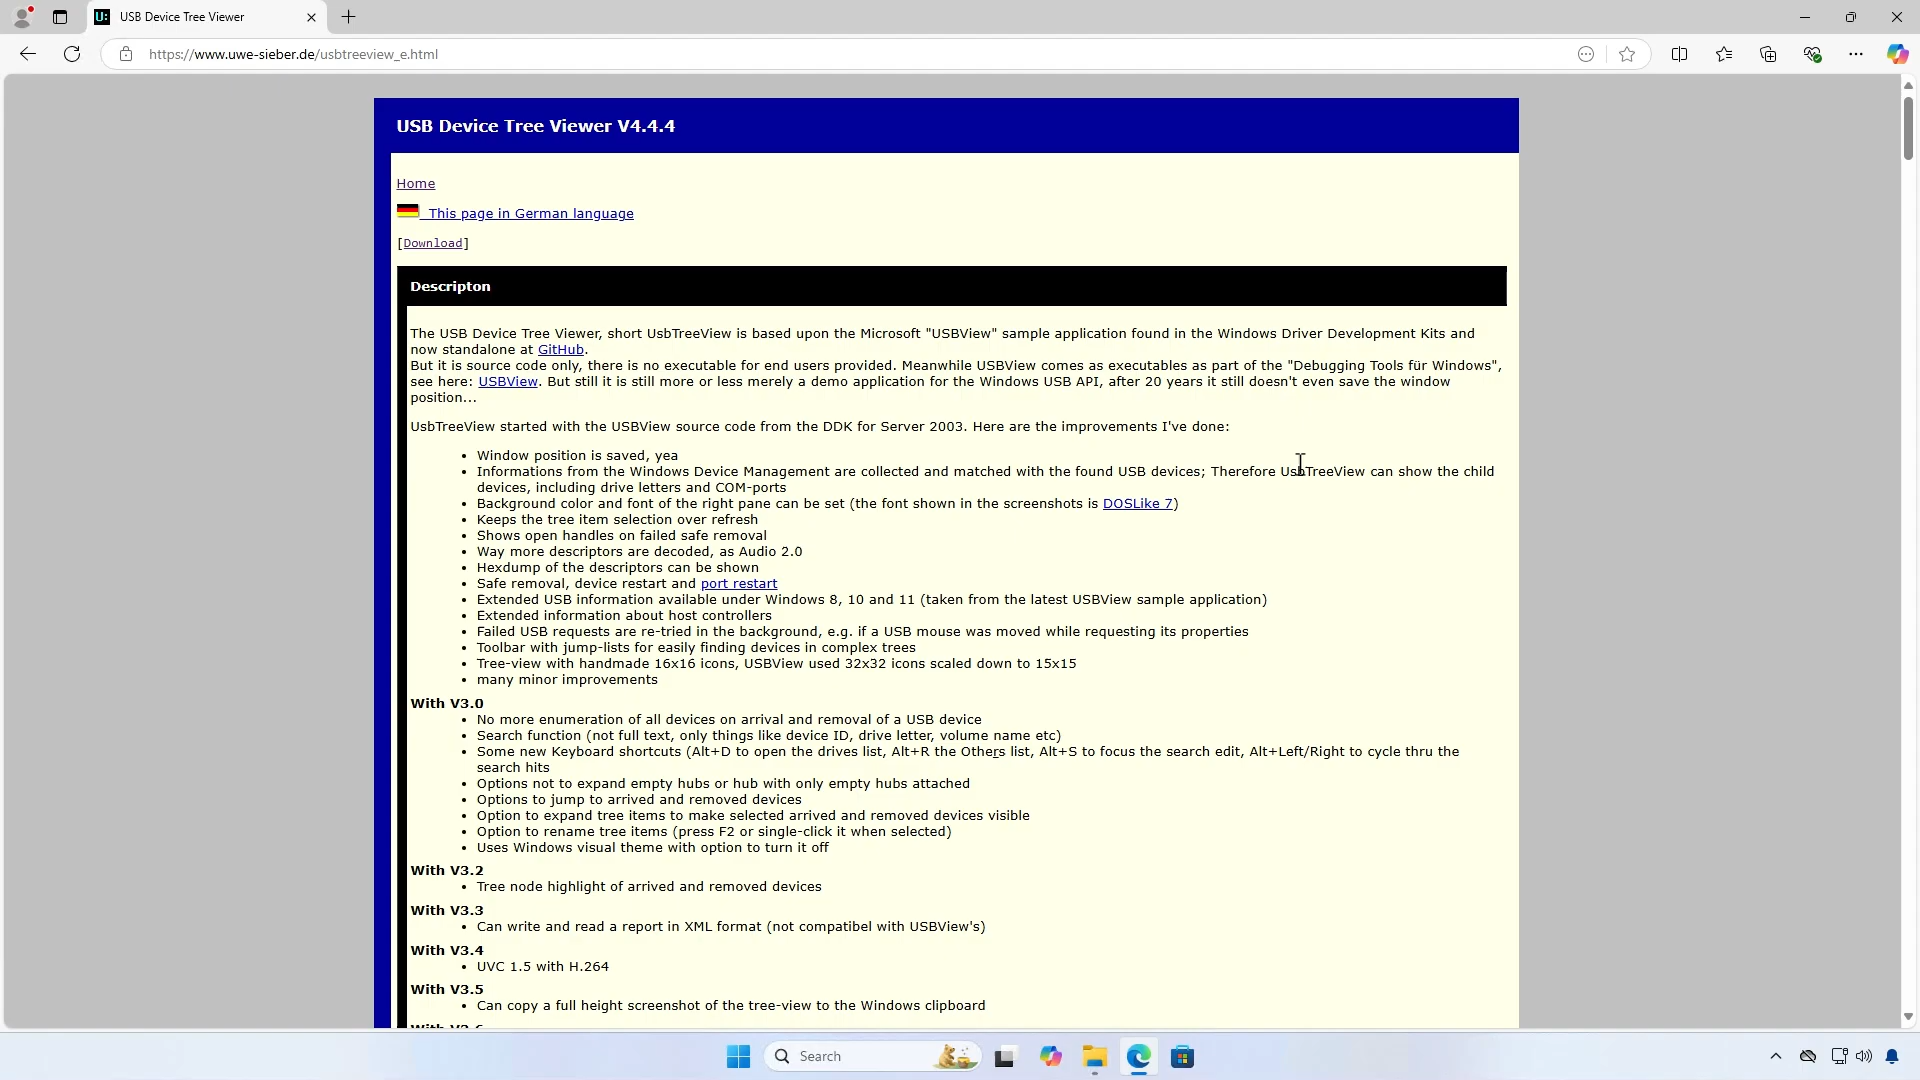 USB Device Tree Viewer
https://www.uwe-sieber.de/usbtreeview_e.html
USB Device Tree Viewer V4.4.4
Home
This page in German language
[Download]
Descripton
The USB Device Tree Viewer, short UsbTreeView is based upon the Microsoft "USBView" sample application found in the Windows Driver Development Kits and
now standalone at GitHub.
But it is source code only, there is no executable for end users provided. Meanwhile USBView comes as executables as part of the "Debugging Tools für Windows",
see here: USBView. But still it is still more or less merely a demo application for the Windows USB API, after 20 years it still doesn't even save the window
position...
UsbTreeView started with the USBView source code from the DDK for Server 2003. Here are the improvements I've done:
• Window position is saved, yea
• Informations from the Windows Device Management are collected and matched with the found USB devices; Therefore UsbTreeView can show the child
devices, including drive letters and COM-ports
• Background color and font of the right pane can be set (the font shown in the screenshots is DOSLike 7)
• Keeps the tree item selection over refresh
• Shows open handles on failed safe removal
• Way more descriptors are decoded, as Audio 2.0
• Hexdump of the descriptors can be shown
• Safe removal, device restart and port restart
• Extended USB information available under Windows 8, 10 and 11 (taken from the latest USBView sample application)
• Extended information about host controllers
• Failed USB requests are re-tried in the background, e.g. if a USB mouse was moved while requesting its properties
• Toolbar with jump-lists for easily finding devices in complex trees
• Tree-view with handmade 16x16 icons, USBView used 32x32 icons scaled down to 15x15
• many minor improvements
With V3.0
• No more enumeration of all devices on arrival and removal of a USB device
• Search function (not full text, only things like device ID, drive letter, volume name etc)
• Some new Keyboard shortcuts (Alt+D to open the drives list, Alt+R the Others list, Alt+S to focus the search edit, Alt+Left/Right to cycle thru the
search hits
• Options not to expand empty hubs or hub with only empty hubs attached
• Options to jump to arrived and removed devices
• Option to expand tree items to make selected arrived and removed devices visible
• Option to rename tree items (press F2 or single-click it when selected)
• Uses Windows visual theme with option to turn it off
With V3.2
• Tree node highlight of arrived and removed devices
With V3.3
• Can write and read a report in XML format (not compatibel with USBView's)
With V3.4
• UVC 1.5 with H.264
With V3.5
• Can copy a full height screenshot of the tree-view to the Windows clipboard
Search